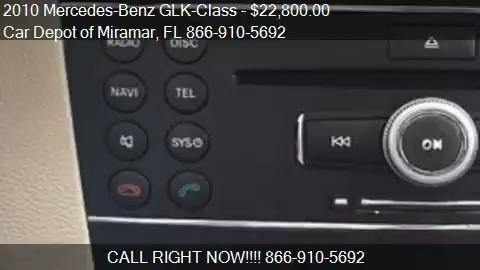 2010 Mercedes-Benz GLK-Class - $22,800.00
Car Depot of Miramar, FL 866-910-5692
RADIO DISC
NAVI TEL
SYS
ON
CALL RIGHT NOW!!!! 866-910-5692